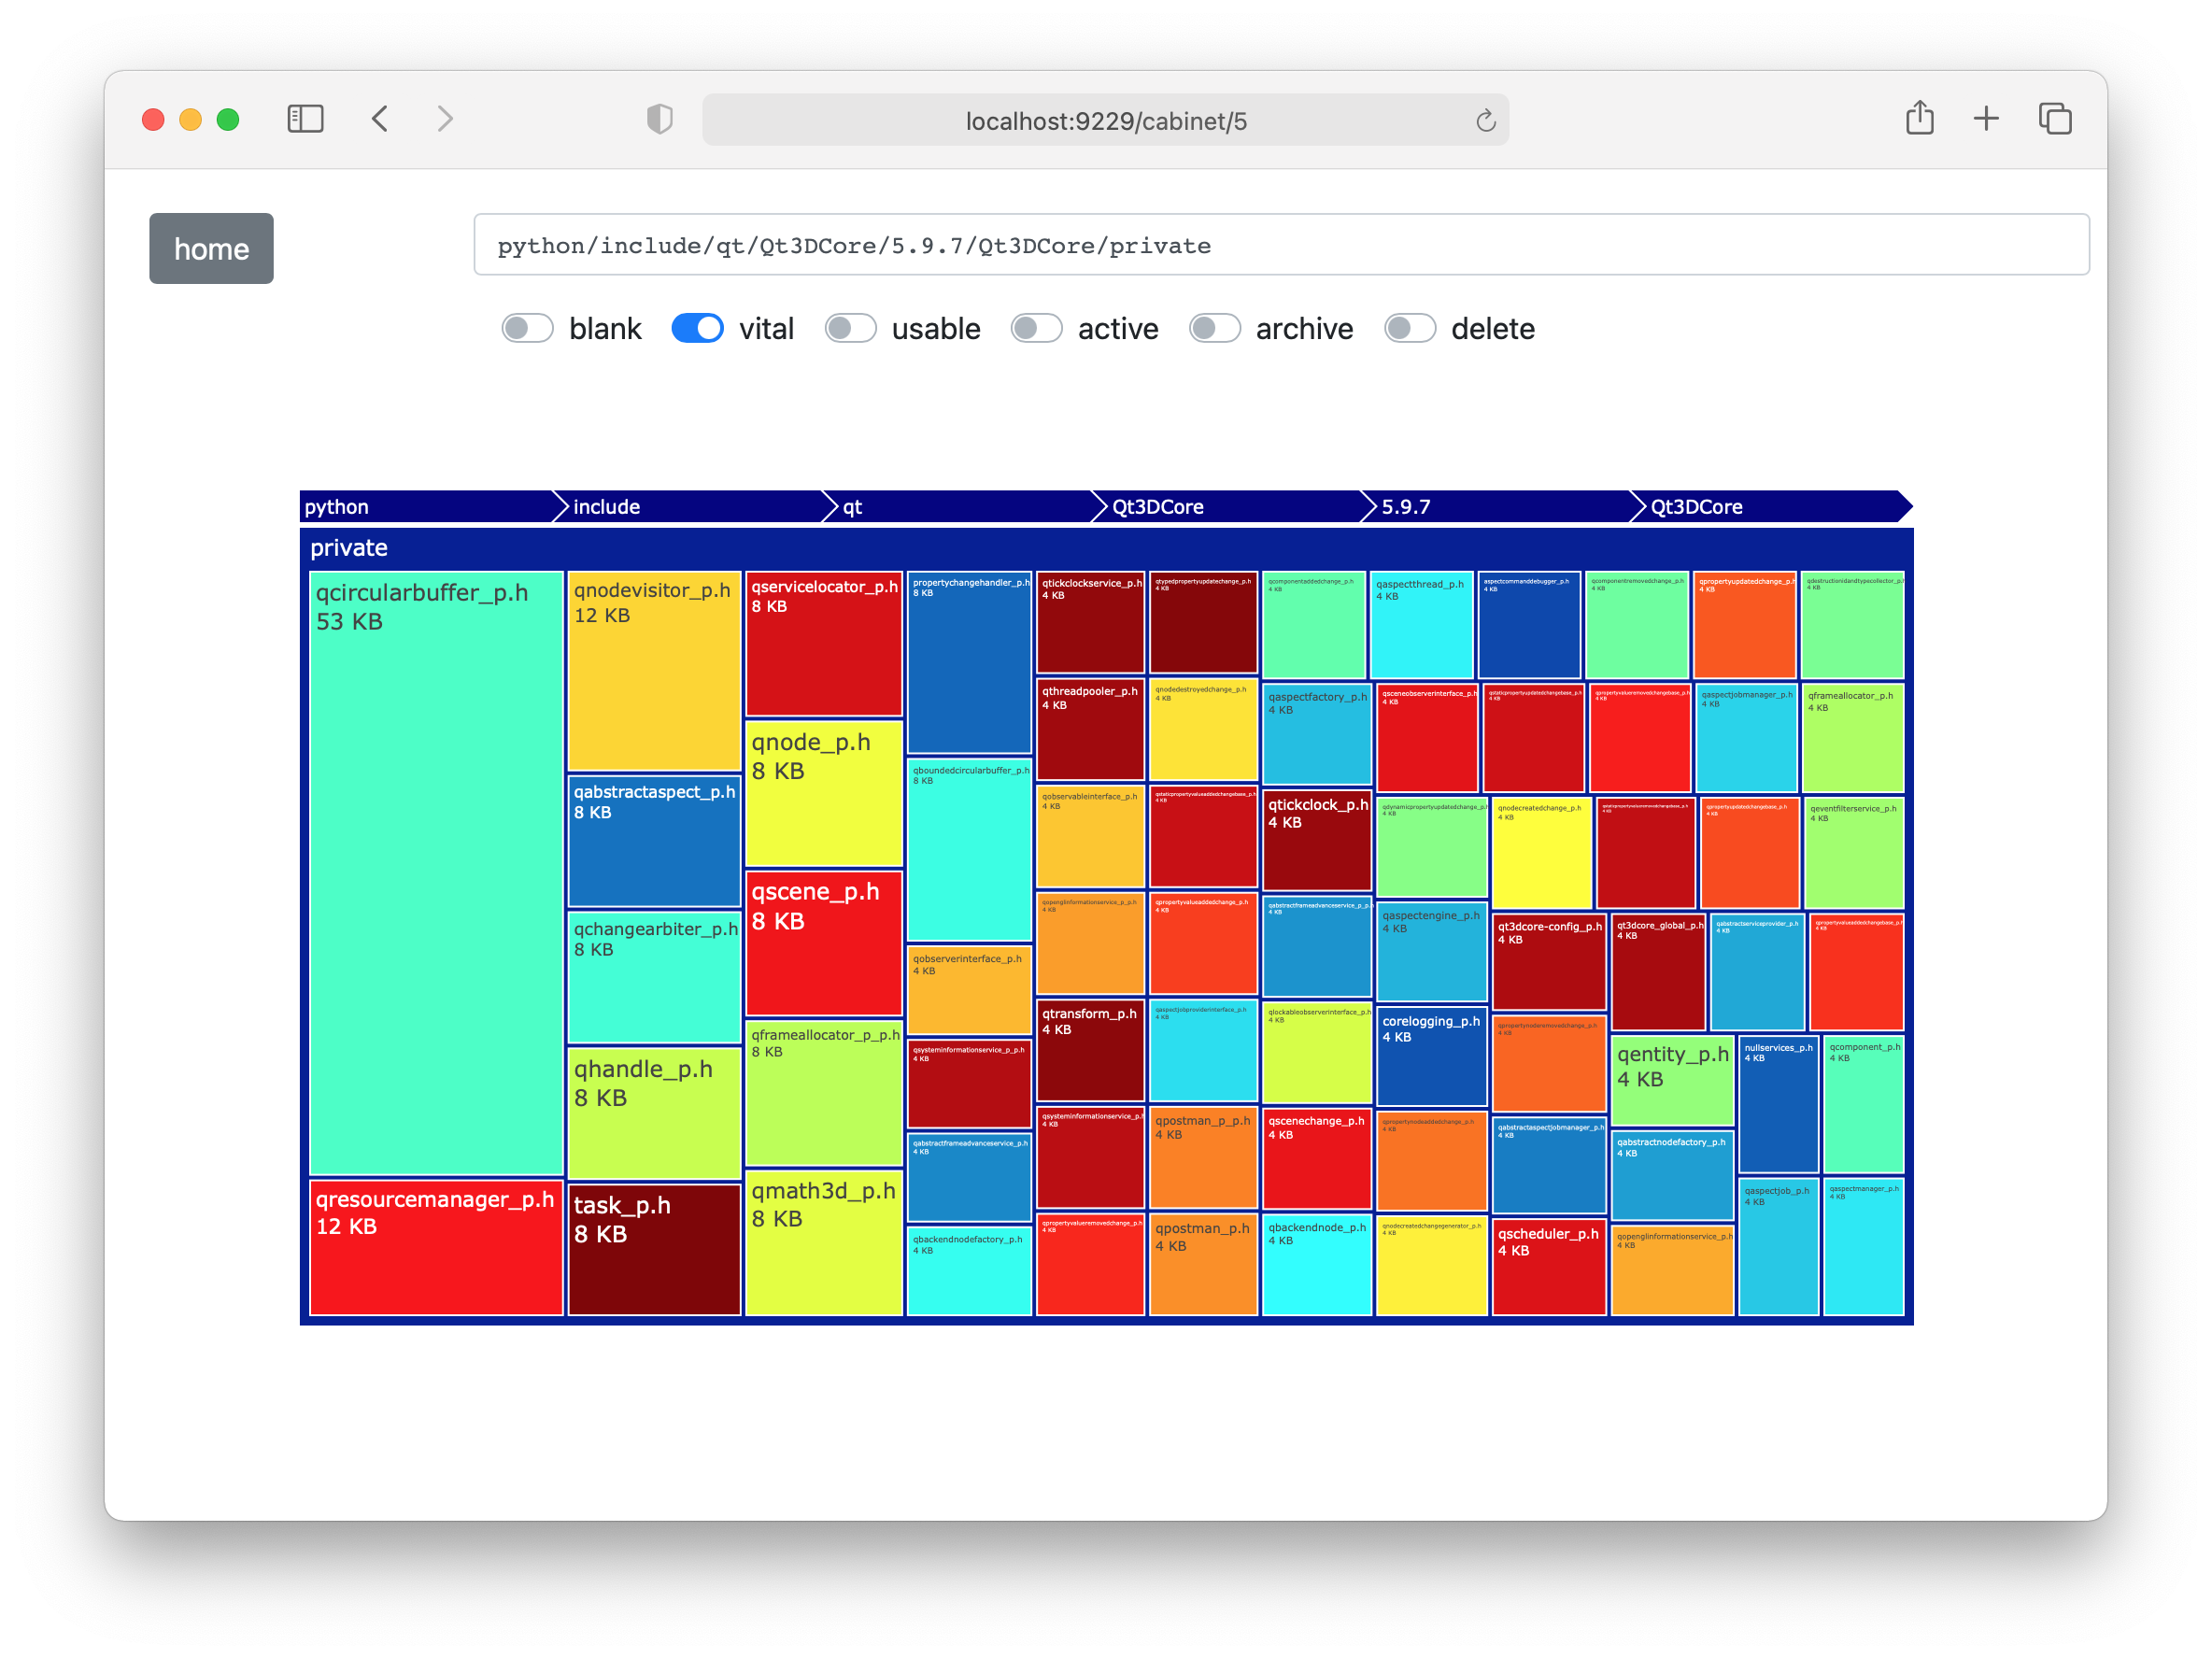 localhost:9229/cabinet/5
home
python/include/qt/Qt3DCore/5.9.7/Qt3DCore/private
blank vital usable active archive delete
python include qt Qt3DCore 5.9.7 Qt3DCore
private
qcircularbuffer_p.h
53 KB
qresourcemanager_p.h
12 KB
qnodevisitor_p.h
12 KB
qabstractaspect_p.h
8 KB
qchangearbiter_p.h
8 KB
qhandle_p.h
8 KB
task_p.h
8 KB
qservicelocator_p.h
8 KB
qnode_p.h
8 KB
qscene_p.h
8 KB
qframeallocator_p_p.h
8 KB
qmath3d_p.h
8 KB
propertychangehandler_p.h
8 KB
qboundedcircularbuffer_p.h
8 KB
qobserverinterface_p.h
4 KB
qsysteminformationservice_p_p.h
4 KB
qabstractframeadvanceservice_p.h
4 KB
qbackendnodefactory_p.h
4 KB
qtickclockservice_p.h
4 KB
qthreadpooler_p.h
4 KB
qobservableinterface_p.h
4 KB
qopenglinformationservice_p_p.h
4 KB
qtransform_p.h
4 KB
qsysteminformationservice_p.h
4 KB
qpropertyvalueremovedchange_p.h
4 KB
qtypedpropertyupdatechange_p.h
4 KB
qnodedestroyedchange_p.h
4 KB
qstaticpropertyvalueaddedchangebase_p.h
4 KB
qpropertyvalueaddedchange_p.h
4 KB
qaspectjobproviderinterface_p.h
4 KB
qpostman_p_p.h
4 KB
qpostman_p.h
4 KB
qcomponentaddedchange_p.h
4 KB
qaspectfactory_p.h
4 KB
qtickclock_p.h
4 KB
qabstractframeadvanceservice_p_p.h
4 KB
qlockableobserverinterface_p.h
4 KB
qscenechange_p.h
4 KB
qbackendnode_p.h
4 KB
qaspectthread_p.h
4 KB
aspectcommanddebugger_p.h
4 KB
qcomponentremovedchange_p.h
4 KB
qpropertyupdatedchange_p.h
4 KB
qdestructionidandtypecollector_p.h
4 KB
qsceneobserverinterface_p.h
4 KB
qstaticpropertyupdatedchangebase_p.h
4 KB
qpropertyvalueremovedchangebase_p.h
4 KB
qaspectjobmanager_p.h
4 KB
qframeallocator_p.h
4 KB
qdynamicpropertyupdatedchange_p.h
4 KB
qaspectengine_p.h
4 KB
corelogging_p.h
4 KB
qpropertynodeaddedchange_p.h
4 KB
qnodecreatedchangegenerator_p.h
4 KB
qnodecreatedchange_p.h
4 KB
qstaticpropertyvalueremovedchangebase_p.h
4 KB
qpropertyupdatedchangebase_p.h
4 KB
qeventfilterservice_p.h
4 KB
qt3dcore-config_p.h
4 KB
qpropertynoderemovedchange_p.h
4 KB
qabstractaspectjobmanager_p.h
4 KB
qscheduler_p.h
4 KB
qt3dcore_global_p.h
4 KB
qabstractserviceprovider_p.h
4 KB
qpropertyvalueaddedchangebase_p.h
4 KB
qentity_p.h
4 KB
qabstractnodefactory_p.h
4 KB
qopenglinformationservice_p.h
4 KB
nullservices_p.h
4 KB
qcomponent_p.h
4 KB
qaspectjob_p.h
4 KB
qaspectmanager_p.h
4 KB